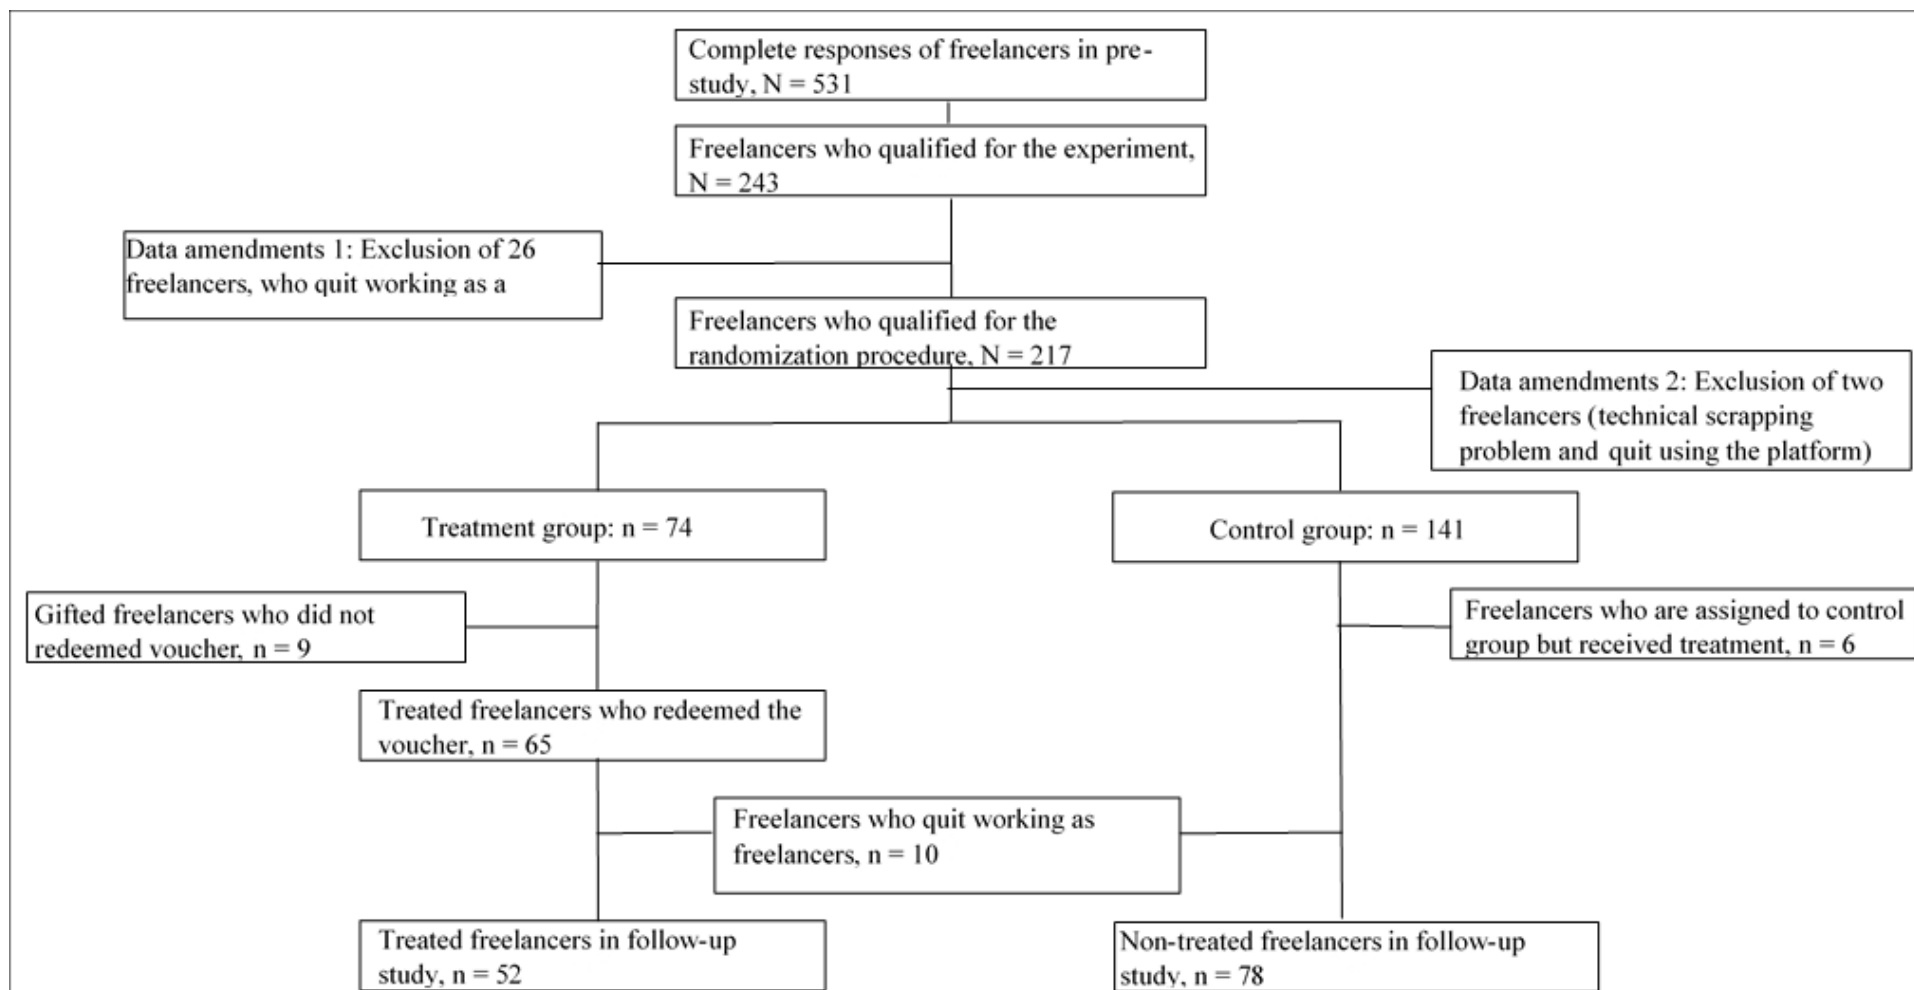 Complete responses of freelancers in pre-
study, N = 531
Freelancers who qualified for the experiment,
N = 243
Data amendments 1: Exclusion of 26
freelancers, who quit working as a
Freelancers who qualified for the
randomization procedure, N = 217
Data amendments 2: Exclusion of two
freelancers (technical scrapping
problem and quit using the platform)
Treatment group: n = 74
Control group: n = 141
Gifted freelancers who did not
redeemed voucher, n = 9
Freelancers who are assigned to control
group but received treatment, n = 6
Treated freelancers who redeemed the
voucher, n = 65
Freelancers who quit working as
freelancers, n = 10
Treated freelancers in follow-up
study, n = 52
Non-treated freelancers in follow-up
study, n = 78